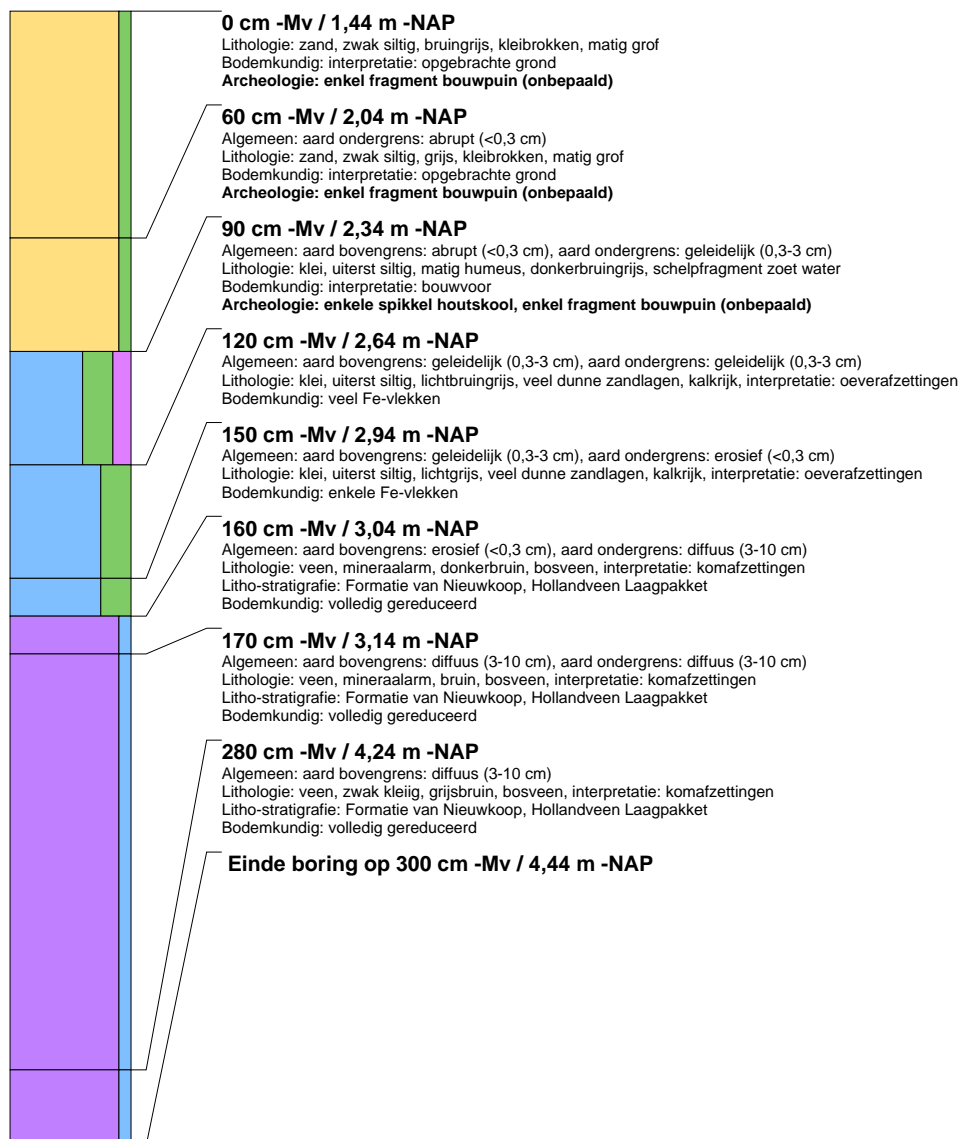 0 cm -Mv / 1,44 m -NAP
Lithologie: zand, zwak siltig, bruingrijs, kleibrokken, matig grof
Bodemkundig: interpretatie: opgebrachte grond
Archeologie: enkel fragment bouwpuin (onbepaald)
60 cm -Mv / 2,04 m -NAP
Algemeen: aard ondergrens: abrupt (<0,3 cm)
Lithologie: zand, zwak siltig, grijs, kleibrokken, matig grof
Bodemkundig: interpretatie: opgebrachte grond
Archeologie: enkel fragment bouwpuin (onbepaald)
90 cm -Mv / 2,34 m -NAP
Algemeen: aard bovengrens: abrupt (<0,3 cm), aard ondergrens: geleidelijk (0,3-3 cm)
Lithologie: klei, uiterst siltig, matig humeus, donkerbruingrijs, schelpfragment zoet water
Bodemkundig: interpretatie: bouwvoor
Archeologie: enkele spikkel houtskool, enkel fragment bouwpuin (onbepaald)
120 cm -Mv / 2,64 m -NAP
Algemeen: aard bovengrens: geleidelijk (0,3-3 cm), aard ondergrens: geleidelijk (0,3-3 cm)
Lithologie: klei, uiterst siltig, lichtbruingrijs, veel dunne zandlagen, kalkrijk, interpretatie: oeverafzettingen
Bodemkundig: veel Fe-vlekken
150 cm -Mv / 2,94 m -NAP
Algemeen: aard bovengrens: geleidelijk (0,3-3 cm), aard ondergrens: erosief (<0,3 cm)
Lithologie: klei, uiterst siltig, lichtgrijs, veel dunne zandlagen, kalkrijk, interpretatie: oeverafzettingen
Bodemkundig: enkele Fe-vlekken
160 cm -Mv / 3,04 m -NAP
Algemeen: aard bovengrens: erosief (<0,3 cm), aard ondergrens: diffuus (3-10 cm)
Lithologie: veen, mineraalarm, donkerbruin, bosveen, interpretatie: komafzettingen
Litho-stratigrafie: Formatie van Nieuwkoop, Hollandveen Laagpakket
Bodemkundig: volledig gereduceerd
170 cm -Mv / 3,14 m -NAP
Algemeen: aard bovengrens: diffuus (3-10 cm), aard ondergrens: diffuus (3-10 cm)
Lithologie: veen, mineraalarm, bruin, bosveen, interpretatie: komafzettingen
Litho-stratigrafie: Formatie van Nieuwkoop, Hollandveen Laagpakket
Bodemkundig: volledig gereduceerd
280 cm -Mv / 4,24 m -NAP
Algemeen: aard bovengrens: diffuus (3-10 cm)
Lithologie: veen, zwak kleiig, grijsbruin, bosveen, interpretatie: komafzettingen
Litho-stratigrafie: Formatie van Nieuwkoop, Hollandveen Laagpakket
Bodemkundig: volledig gereduceerd
Einde boring op 300 cm -Mv / 4,44 m -NAP